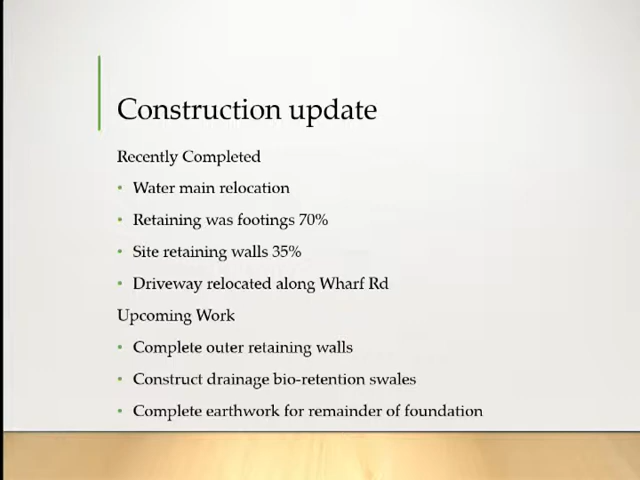 Construction update
Recently Completed
• Water main relocation
• Retaining was footings 70%
• Site retaining walls 35%
• Driveway relocated along Wharf Rd
Upcoming Work
• Complete outer retaining walls
• Construct drainage bio-retention swales
• Complete earthwork for remainder of foundation